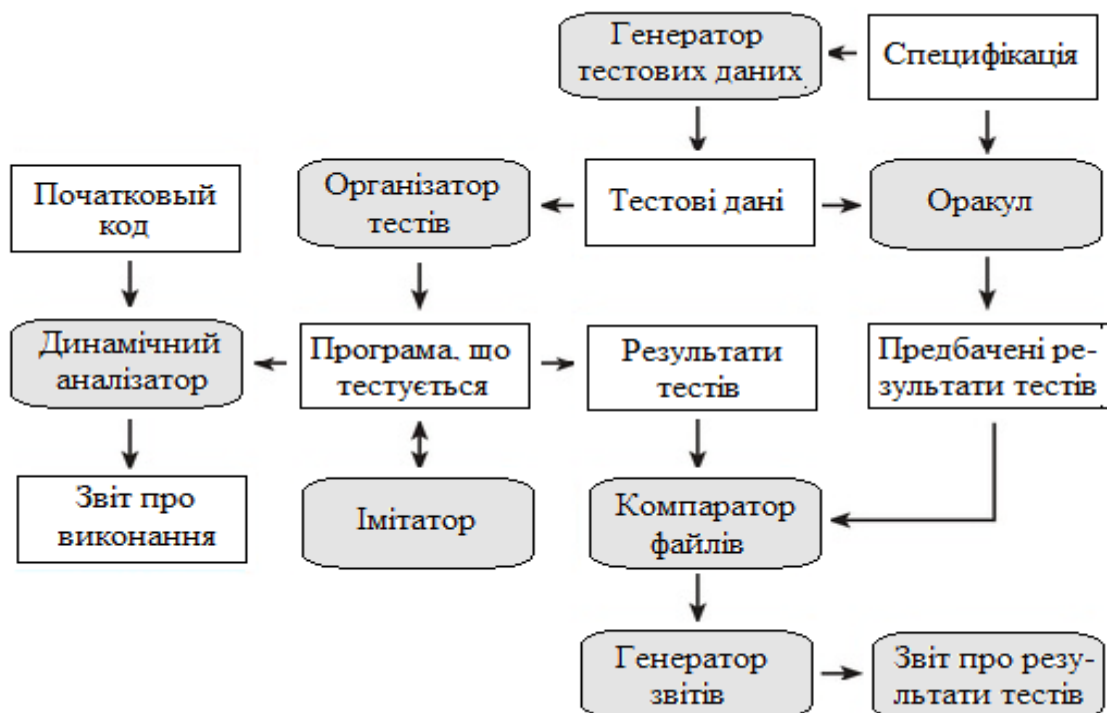 Генератор
тестових даних
Специфікація
Початковый
код
Організатор
тестів
Тестові дані
Оракул
Динамічний
аналізатор
Програма, що
тестується
Результати
тестів
Предбачені ре-
зультати тестів
Звіт про
виконання
Імітатор
Компаратор
файлів
Генератор
звітів
Звіт про резу-
льтати тестів